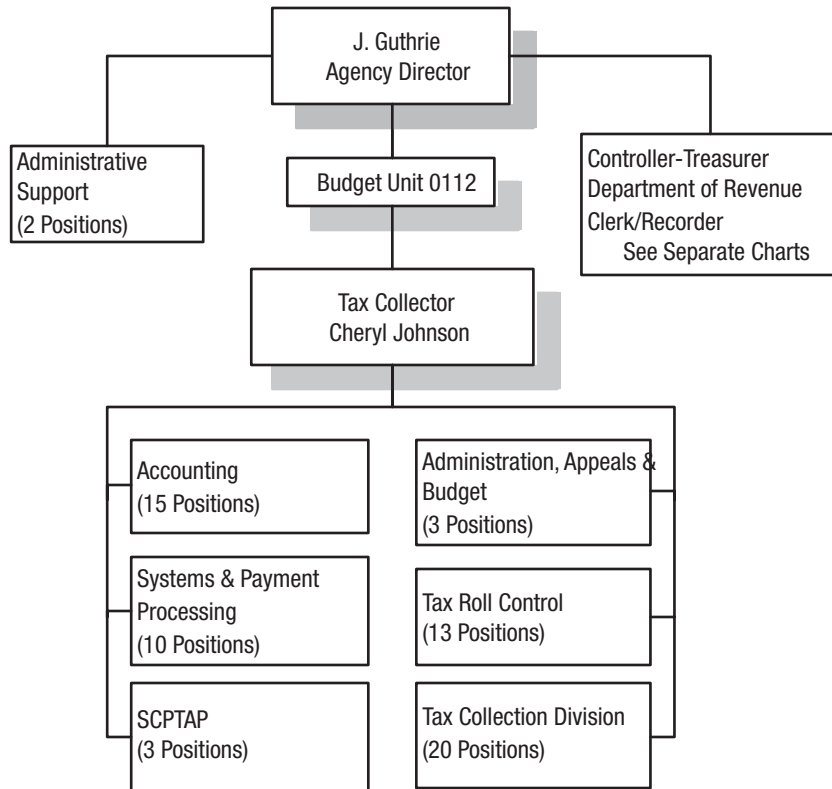 J. Guthrie
Agency Director
Administrative
Support
(2 Positions)
Budget Unit 0112
Controller-Treasurer
Department of Revenue
Clerk/Recorder
See Separate Charts
Tax Collector
Cheryl Johnson
Accounting
(15 Positions)
Administration, Appeals &
Budget
(3 Positions)
Systems & Payment
Processing
(10 Positions)
Tax Roll Control
(13 Positions)
SCPTAP
(3 Positions)
Tax Collection Division
(20 Positions)